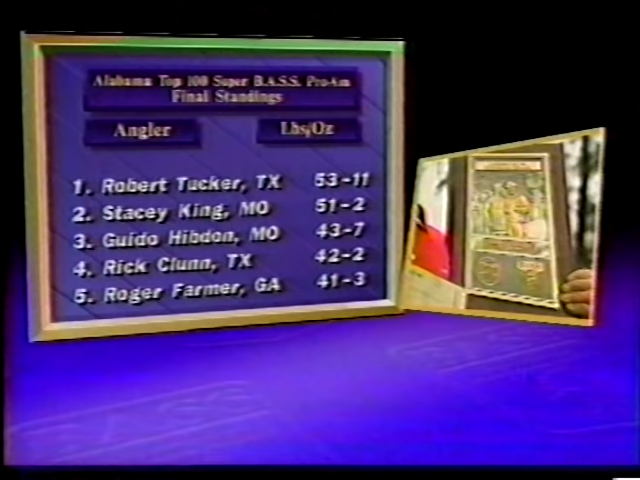 Alabama Top 100 Super B.A.S.S. Pro-Am
Final Standings
Angler Lbs/Oz
1. Robert Tucker, TX 53-11
2. Stacey King, MO 51-2
3. Guido Hibdon, MO 43-7
4. Rick Clunn, TX 42-2
5. Roger Farmer, GA 41-3